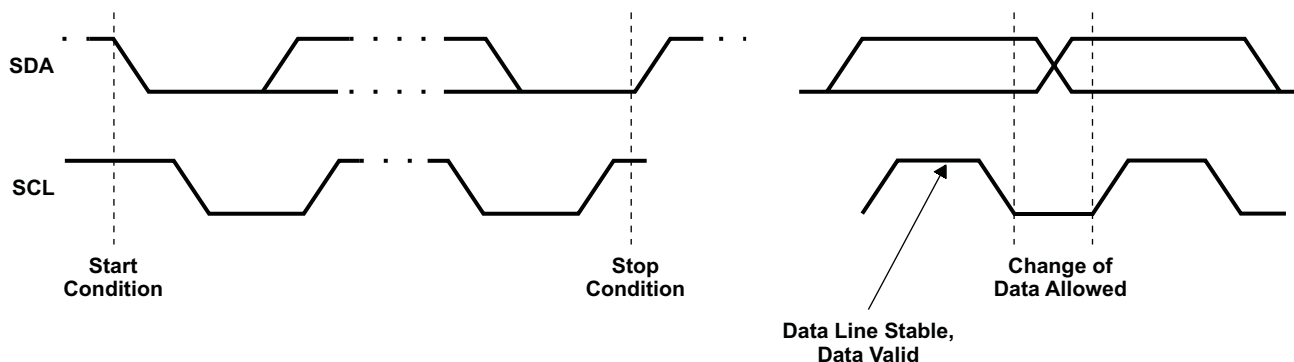 SDA
SCL
Start
Condition
Stop
Condition
Change of
Data Allowed
Data Line Stable,
Data Valid